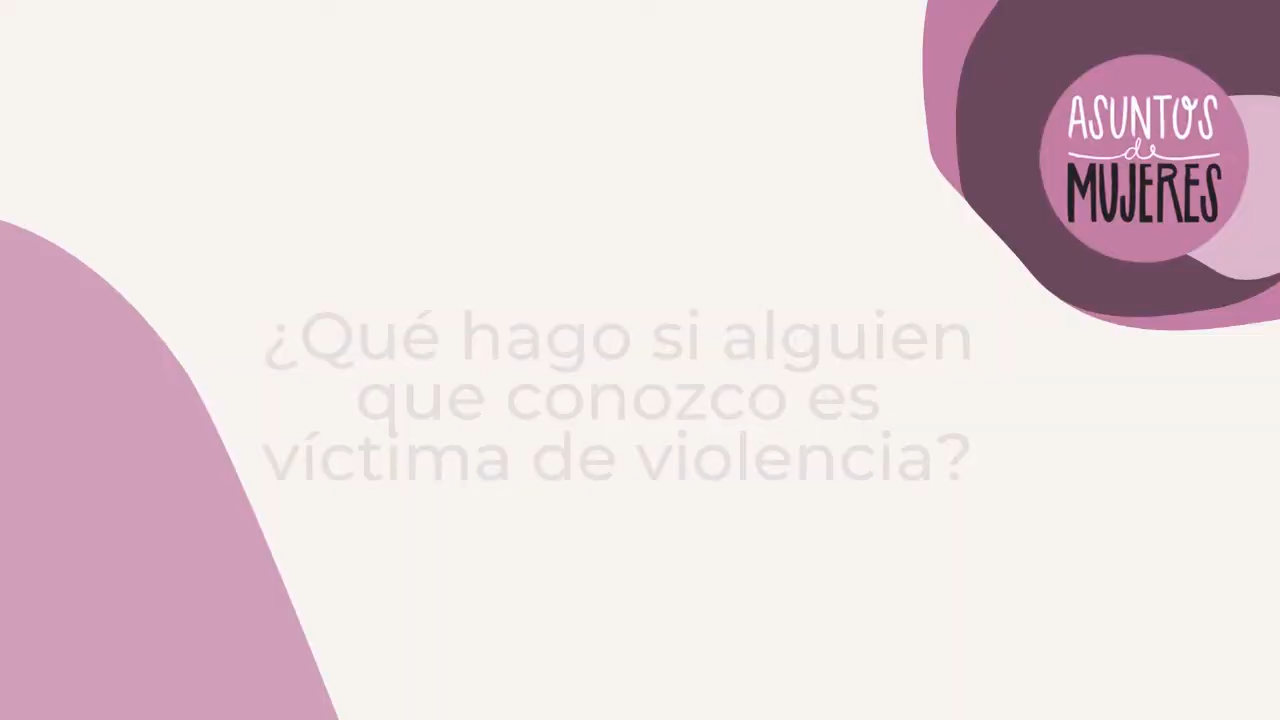 ASUNTOS
de
MUJERES
¿Qué hago si alguien
que conozco es
víctima de violencia?